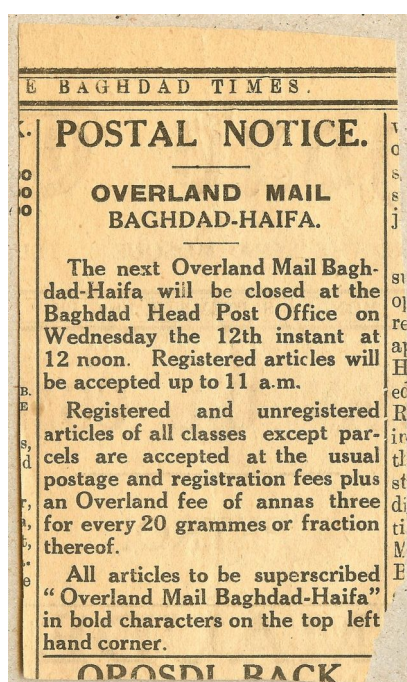 E BAGHDAD TIMES.
POSTAL NOTICE.
OVERLAND MAIL
BAGHDAD-HAIFA.
The next Overland Mail Bagh-
dad-Haifa will be closed at the
Baghdad Head Post Office on
Wednesday the 12th instant at
12 noon. Registered articles will
be accepted up to 11 a.m.
Registered and unregistered
articles of all classes except par-
cels are accepted at the usual
postage and registration fees plus
an Overland fee of annas three
for every 20 grammes or fraction
thereof.
All articles to be superscribed
“ Overland Mail Baghdad-Haifa”
in bold characters on the top left
hand corner.
OROSDI BACK